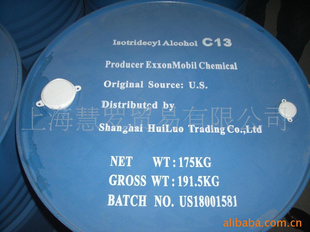 Isotridecyl Alcohol C13
Producer ExxonMobil Chemical
Original Source: U.S.
Distributed by
上海慧罗贸易有限公司
Shanghai HuiLuo Trading Co.,Ltd
NET WT:175KG
GROSS WT:191.5KG
BATCH NO. US18001581
alibaba.com.cn